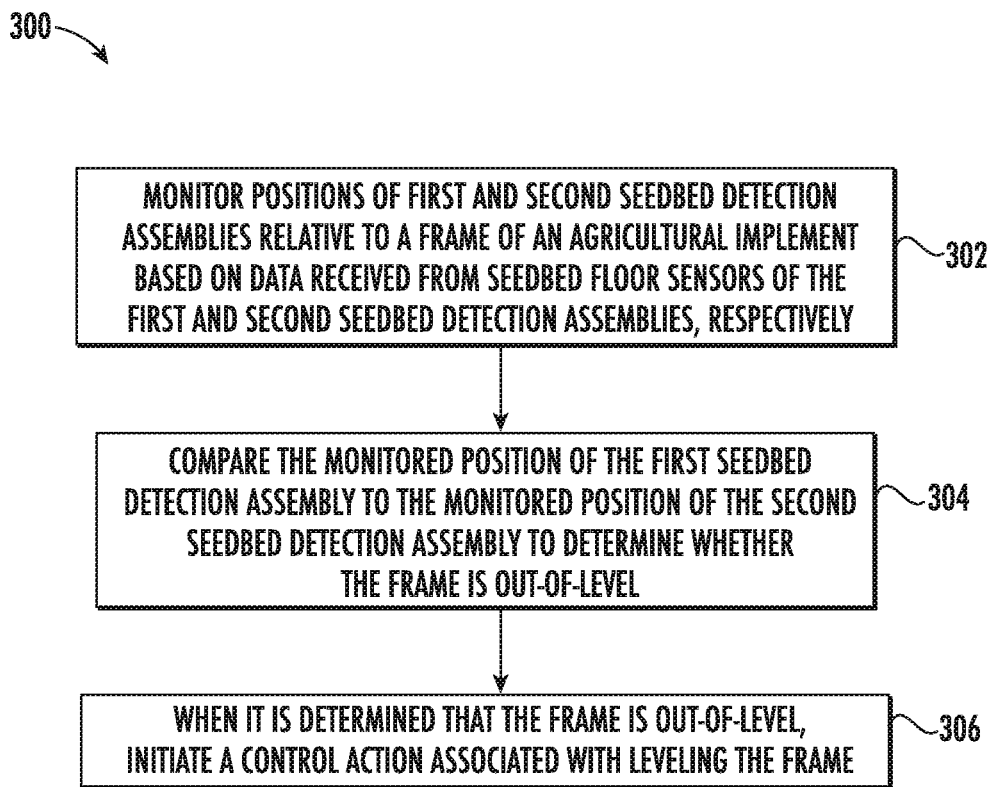 300
MONITOR POSITIONS OF FIRST AND SECOND SEEDBED DETECTION
ASSEMBLIES RELATIVE TO A FRAME OF AN AGRICULTURAL IMPLEMENT
BASED ON DATA RECEIVED FROM SEEDBED FLOOR SENSORS OF THE
FIRST AND SECOND SEEDBED DETECTION ASSEMBLIES, RESPECTIVELY
302
COMPARE THE MONITORED POSITION OF THE FIRST SEEDBED
DETECTION ASSEMBLY TO THE MONITORED POSITION OF THE SECOND
SEEDBED DETECTION ASSEMBLY TO DETERMINE WHETHER
THE FRAME IS OUT-OF-LEVEL
304
WHEN IT IS DETERMINED THAT THE FRAME IS OUT-OF-LEVEL,
INITIATE A CONTROL ACTION ASSOCIATED WITH LEVELING THE FRAME
306